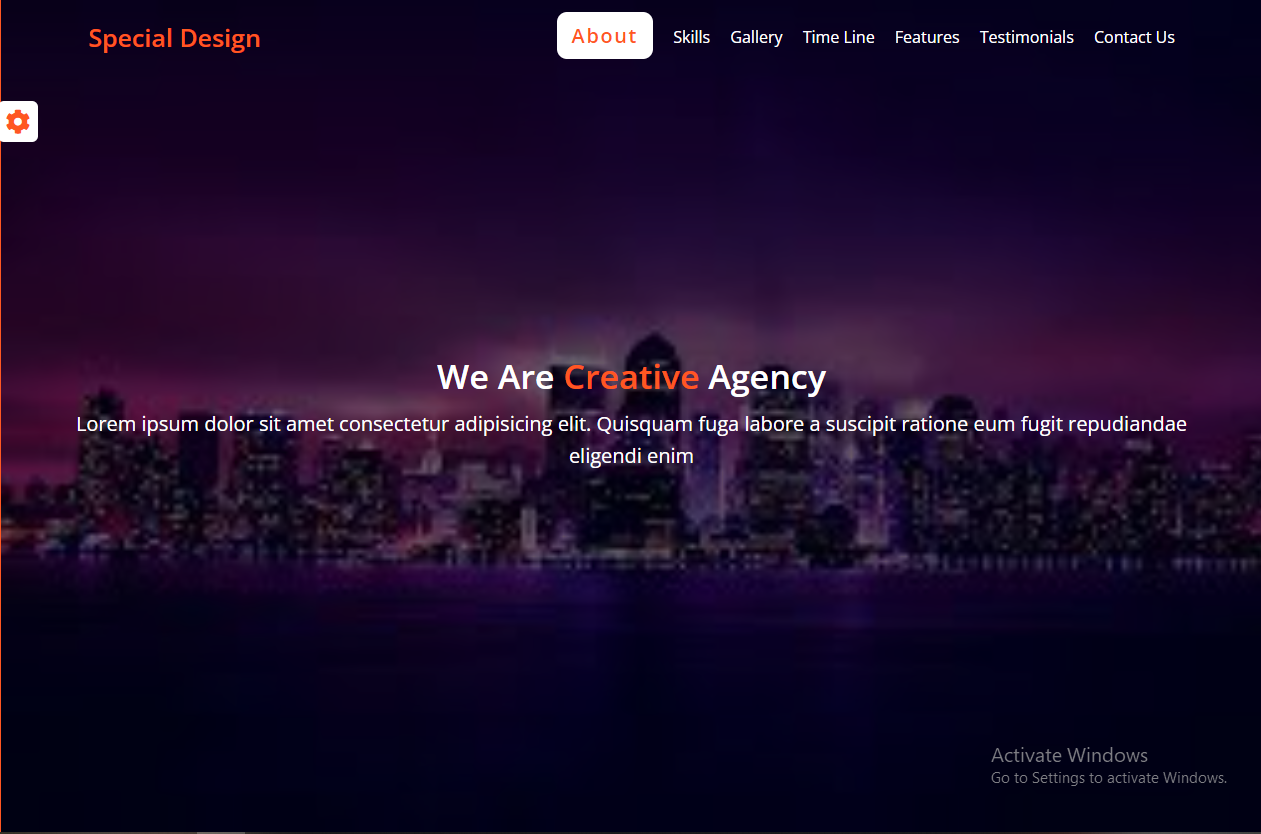 Special Design
About Skills Gallery Time Line Features Testimonials Contact Us
We Are Creative Agency
Lorem ipsum dolor sit amet consectetur adipisicing elit. Quisquam fuga labore a suscipit ratione eum fugit repudiandae
eligendi enim
Activate Windows
Go to Settings to activate Windows.